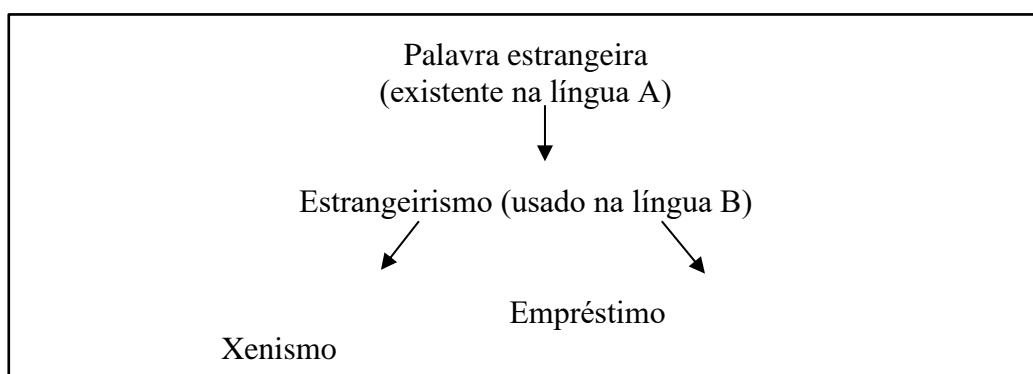 Palavra estrangeira
(existente na língua A)
Estrangeirismo (usado na língua B)
Empréstimo
Xenismo